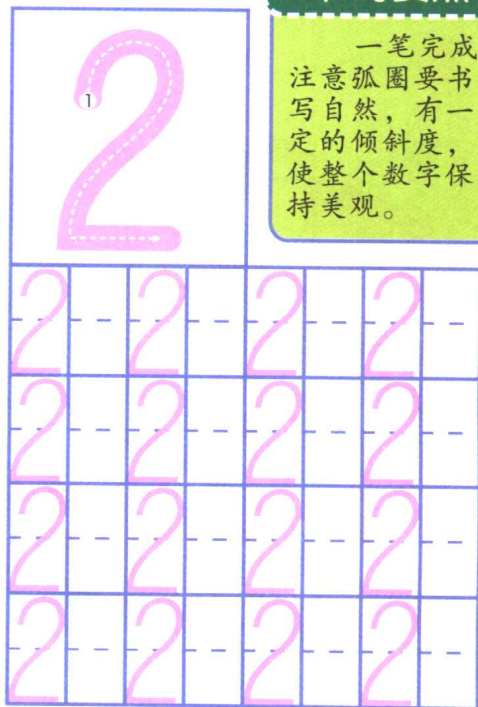 2
1
一笔完成
注意弧圈要书
写自然，有一
定的倾斜度，
使整个数字保
持美观。
2 2 2 2
2 2 2 2
2 2 2 2
2 2 2 2